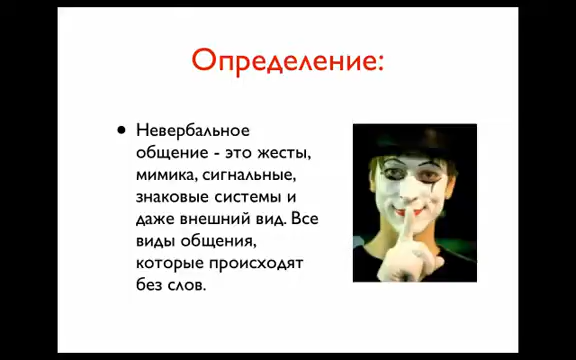 Определение:
• Невербальное
общение - это жесты,
мимика, сигнальные,
знаковые системы и
даже внешний вид. Все
виды общения,
которые происходят
без слов.